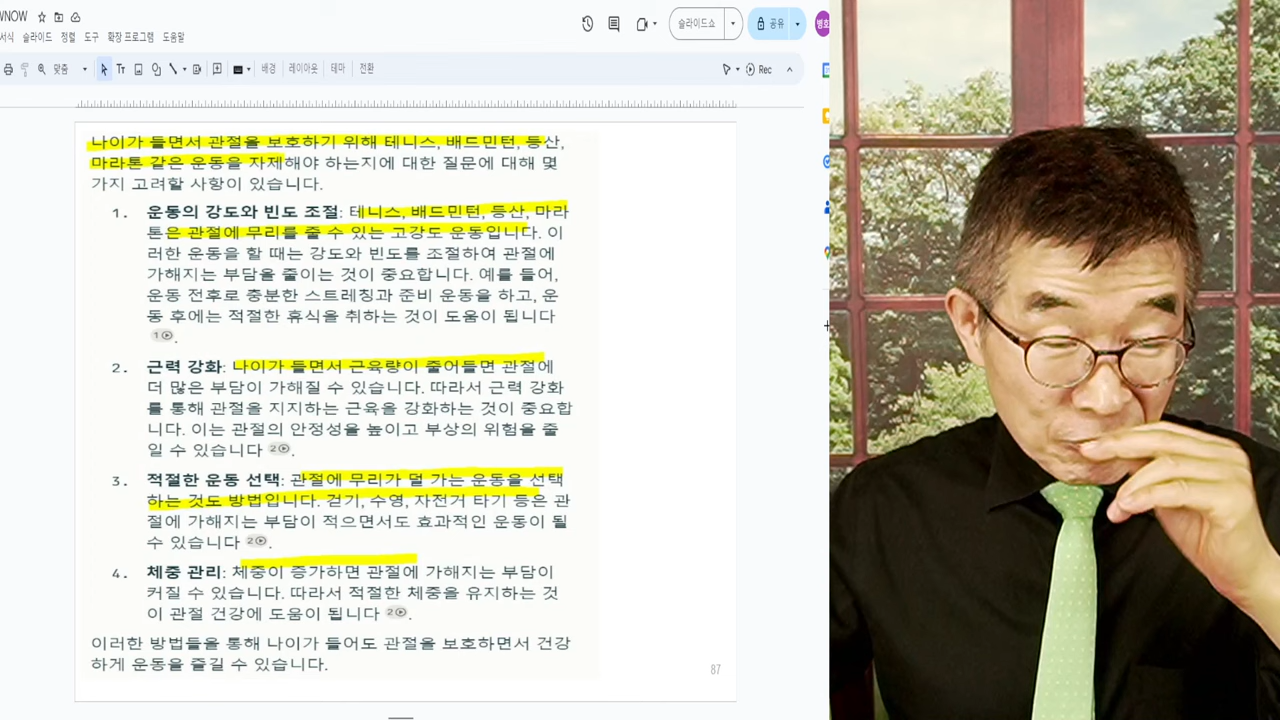 WNOW
서식 슬라이드 정렬 도구 확장 프로그램 도움말
슬라이드쇼
공유
병호
맞춤
배경 레이아웃 테마 전환
Rec
나이가 들면서 관절을 보호하기 위해 테니스, 배드민턴, 등산,
마라톤 같은 운동을 자제해야 하는지에 대한 질문에 대해 몇
가지 고려할 사항이 있습니다.
1. 운동의 강도와 빈도 조절: 테니스, 배드민턴, 등산, 마라
톤은 관절에 무리를 줄 수 있는 고강도 운동입니다. 이
러한 운동을 할 때는 강도와 빈도를 조절하여 관절에
가해지는 부담을 줄이는 것이 중요합니다. 예를 들어,
운동 전후로 충분한 스트레칭과 준비 운동을 하고, 운
동 후에는 적절한 휴식을 취하는 것이 도움이 됩니다
1.
2. 근력 강화: 나이가 들면서 근육량이 줄어들면 관절에
더 많은 부담이 가해질 수 있습니다. 따라서 근력 강화
를 통해 관절을 지지하는 근육을 강화하는 것이 중요합
니다. 이는 관절의 안정성을 높이고 부상의 위험을 줄
일 수 있습니다 2.
3. 적절한 운동 선택: 관절에 무리가 덜 가는 운동을 선택
하는 것도 방법입니다. 걷기, 수영, 자전거 타기 등은 관
절에 가해지는 부담이 적으면서도 효과적인 운동이 될
수 있습니다 2.
4. 체중 관리: 체중이 증가하면 관절에 가해지는 부담이
커질 수 있습니다. 따라서 적절한 체중을 유지하는 것
이 관절 건강에 도움이 됩니다 2.
이러한 방법들을 통해 나이가 들어도 관절을 보호하면서 건강
하게 운동을 즐길 수 있습니다.
87